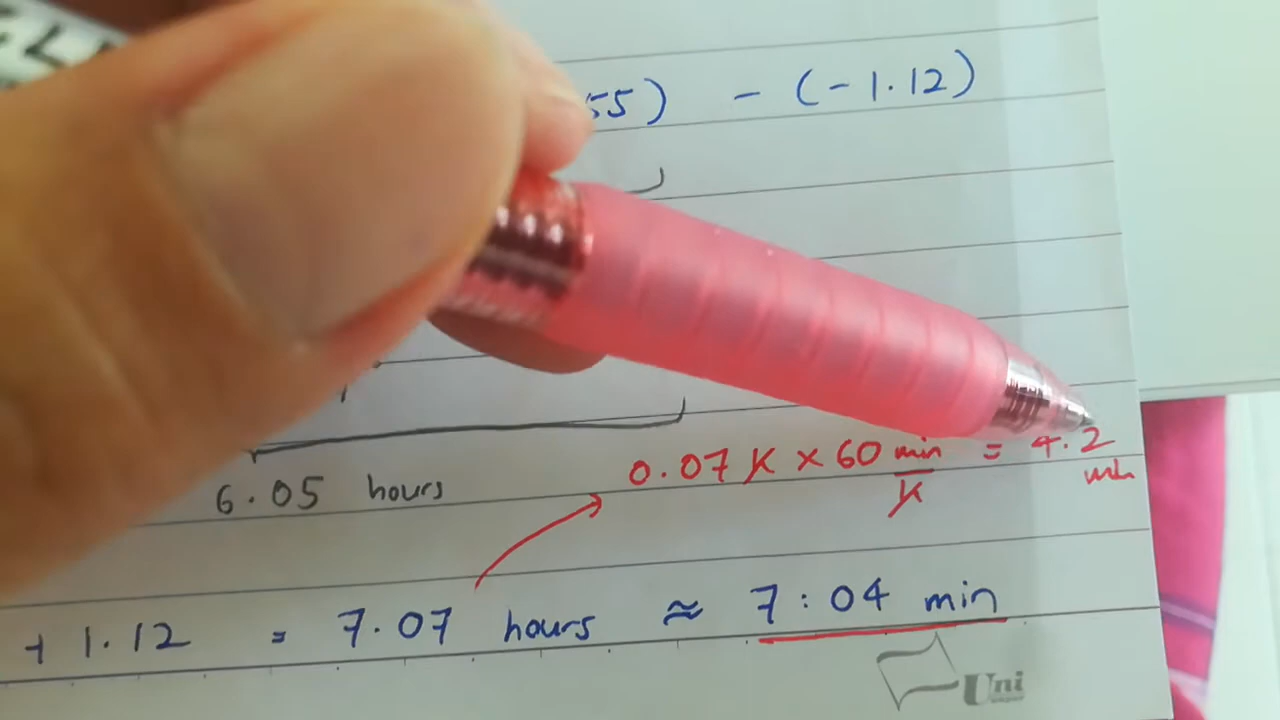 55) - (-1.12)
0.07 h × 60 min/h = 4.2 min
6.05 hours
+ 1.12 = 7.07 hours ≈ 7:04 min
Uni